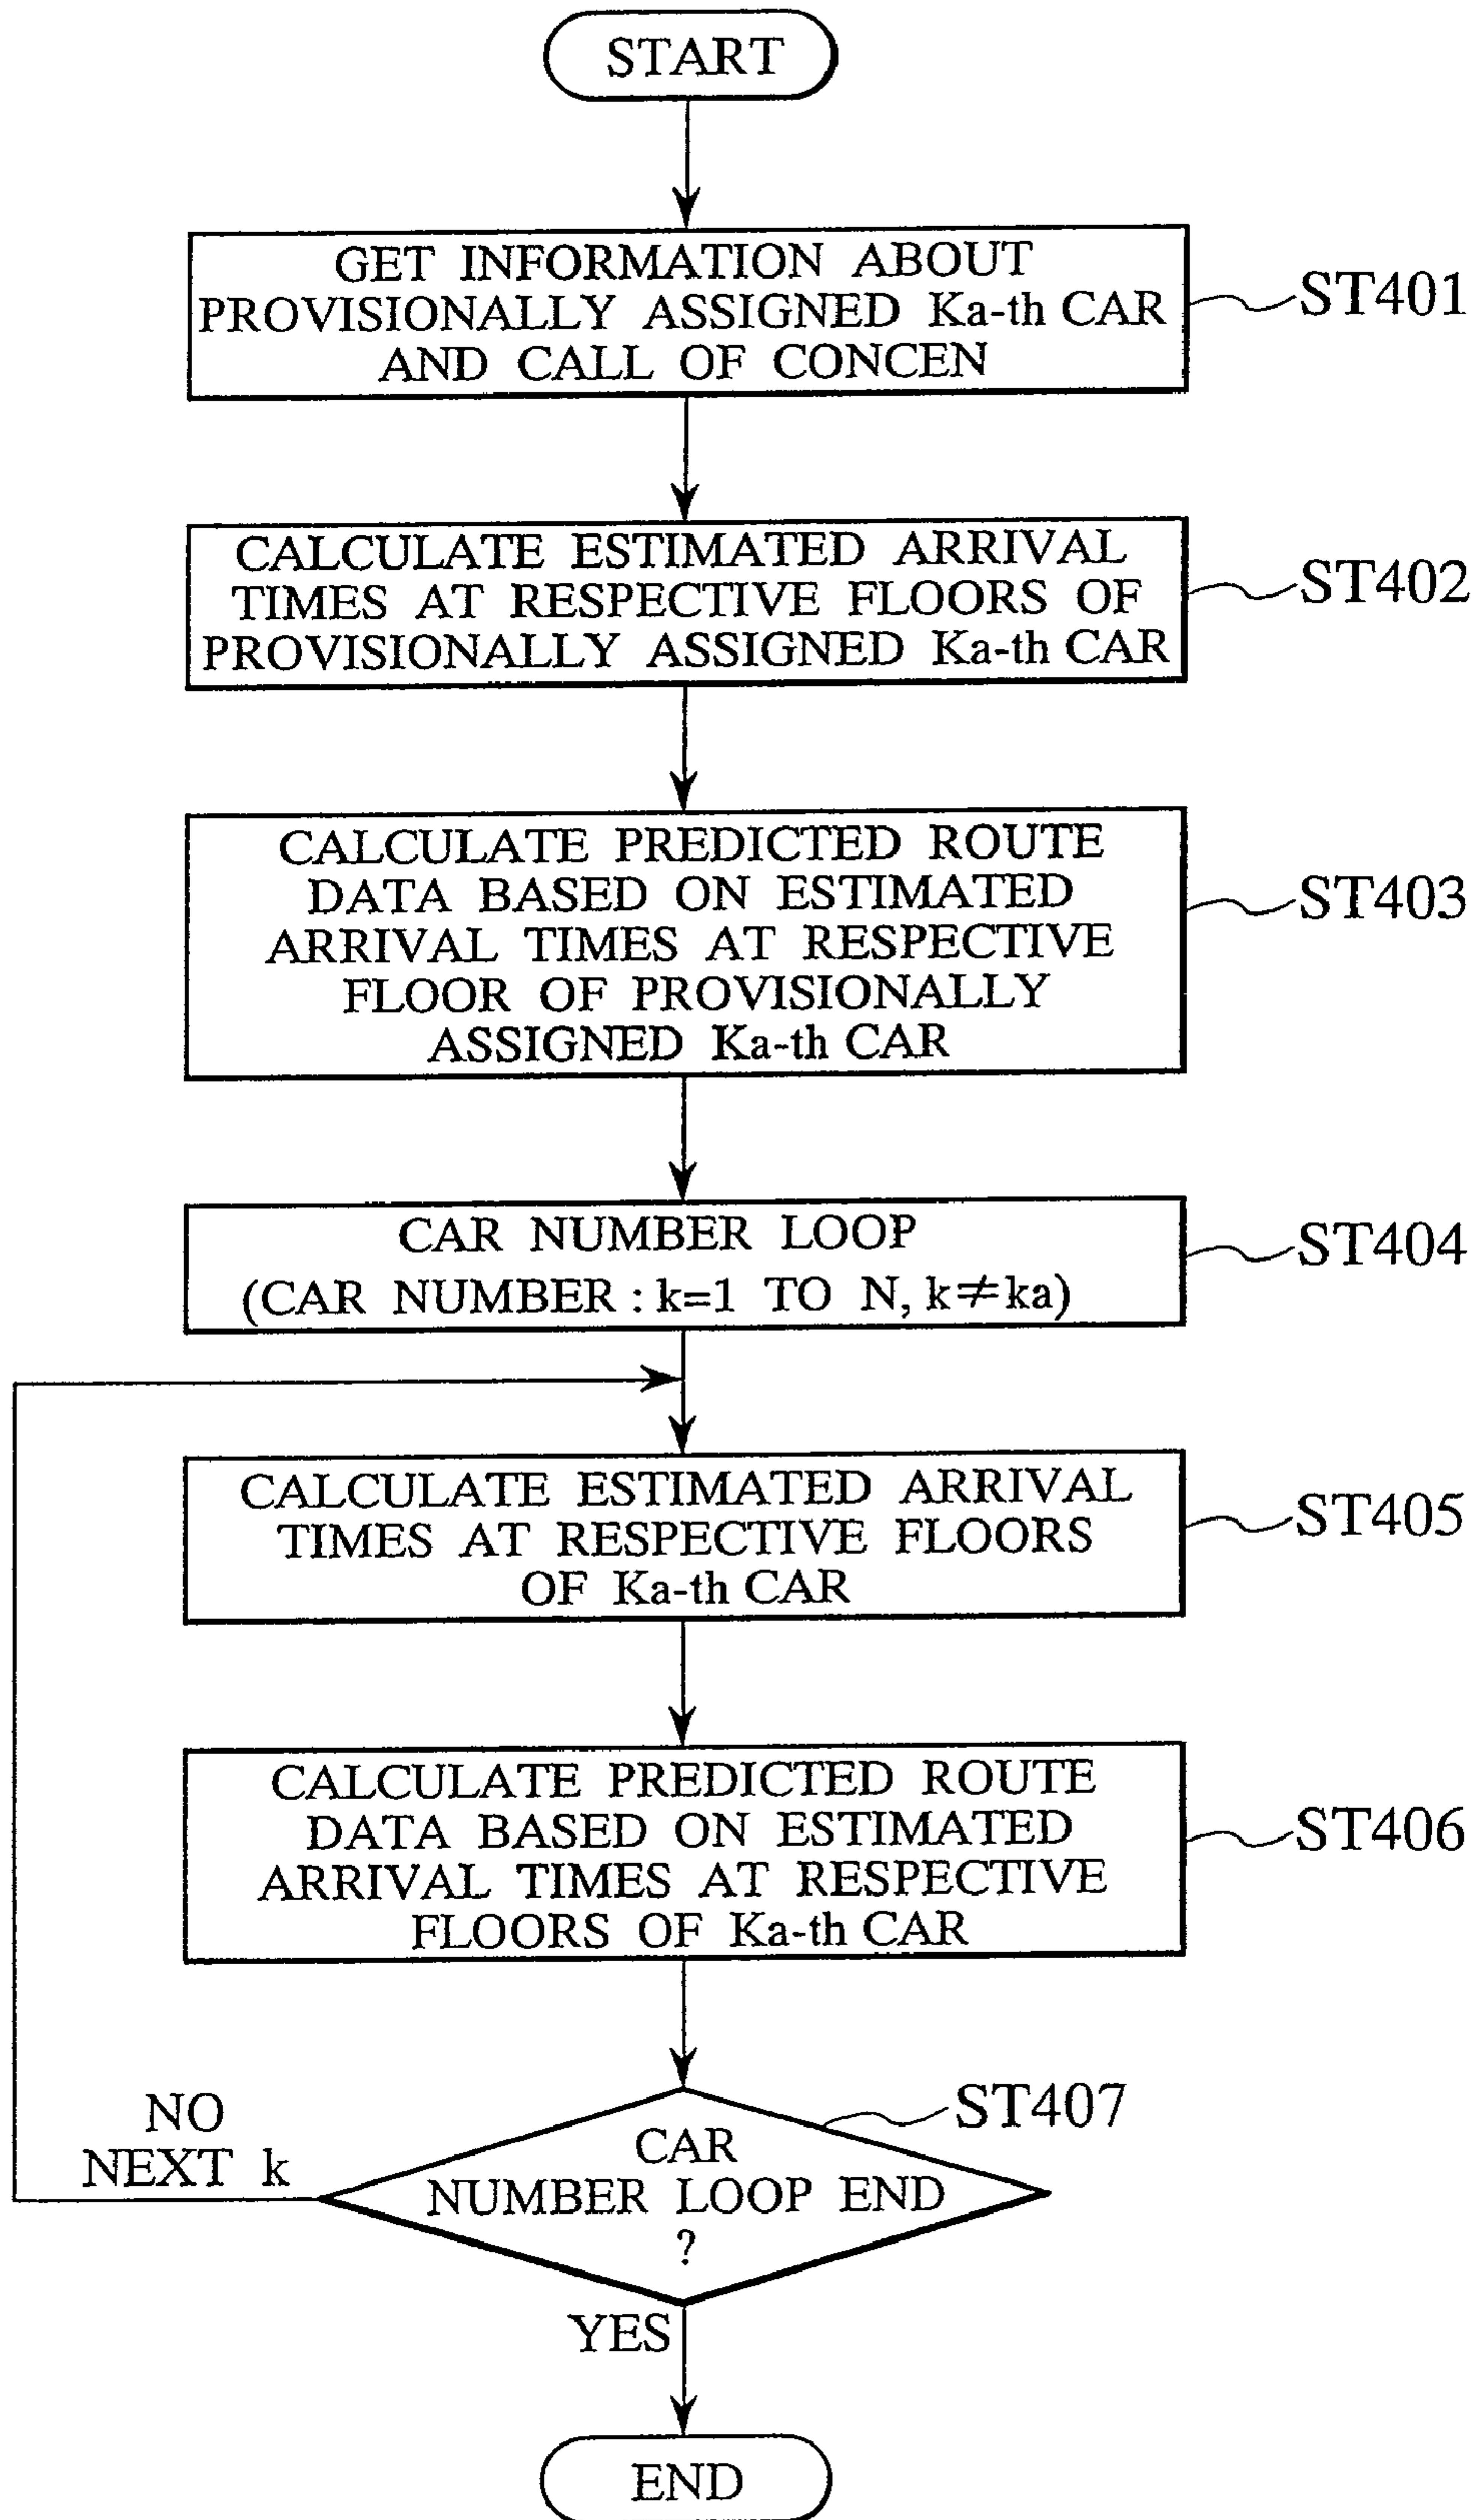 START
GET INFORMATION ABOUT
PROVISIONALLY ASSIGNED Ka-th CAR
AND CALL OF CONCEN
ST401
CALCULATE ESTIMATED ARRIVAL
TIMES AT RESPECTIVE FLOORS OF
PROVISIONALLY ASSIGNED Ka-th CAR
ST402
CALCULATE PREDICTED ROUTE
DATA BASED ON ESTIMATED
ARRIVAL TIMES AT RESPECTIVE
FLOOR OF PROVISIONALLY
ASSIGNED Ka-th CAR
ST403
CAR NUMBER LOOP
(CAR NUMBER : k=1 TO N, k≠ka)
ST404
CALCULATE ESTIMATED ARRIVAL
TIMES AT RESPECTIVE FLOORS
OF Ka-th CAR
ST405
CALCULATE PREDICTED ROUTE
DATA BASED ON ESTIMATED
ARRIVAL TIMES AT RESPECTIVE
FLOORS OF Ka-th CAR
ST406
CAR
NUMBER LOOP END
?
ST407
NO
NEXT k
YES
END